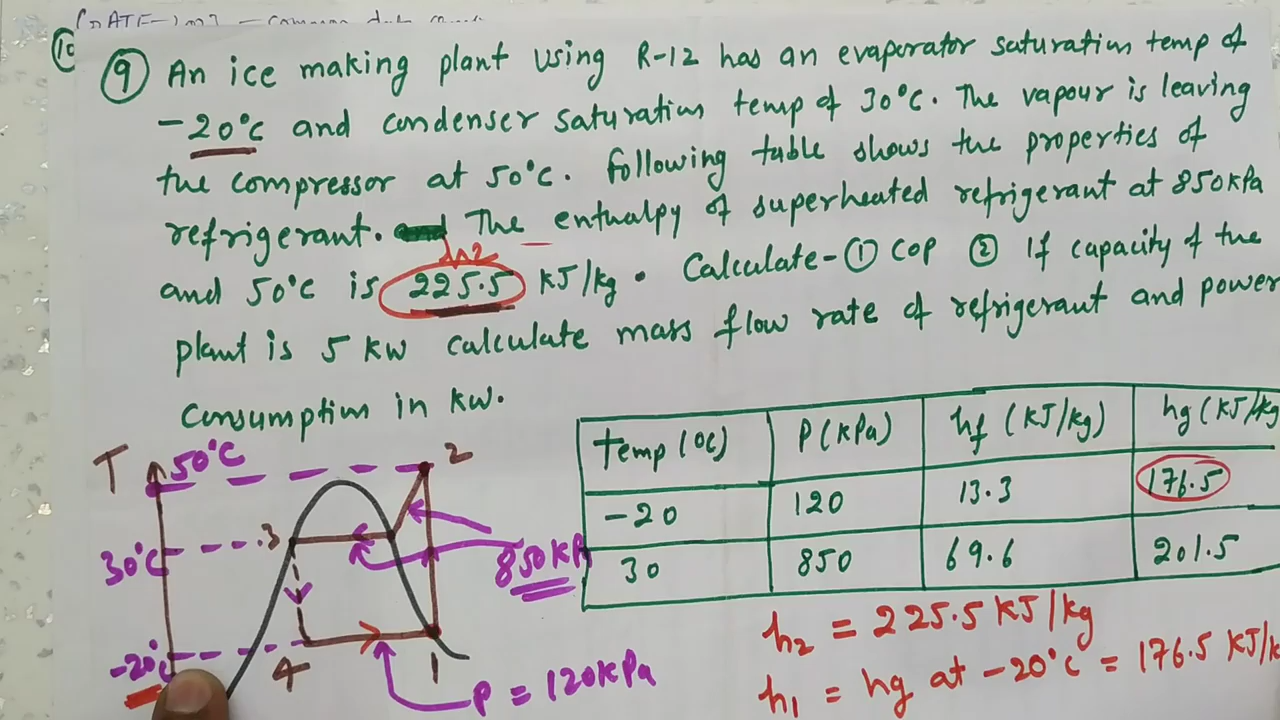 10
9 An ice making plant using R-12 has an evaporator saturation temp of
-20°C and condenser saturation temp of 30°C. The vapour is leaving
the compressor at 50°C. Following table shows the properties of
refrigerant. The enthalpy of superheated refrigerant at 850kPa
h2
and 50°C is 225.5 KJ/kg. Calculate- ① COP ② If capacity of the
plant is 5 KW calculate mass flow rate of refrigerant and power
Consumption in KW.
Temp (°C) P (KPa) hf (KJ/kg) hg (KJ/kg
-20 120 13.3 176.5
30 850 69.6 201.5
T 50°C 2
30°C 3 850KP
-20°C 4 1
P = 120KPa
h2 = 225.5 KJ/kg
h1 = hg at -20°C = 176.5 KJ/k